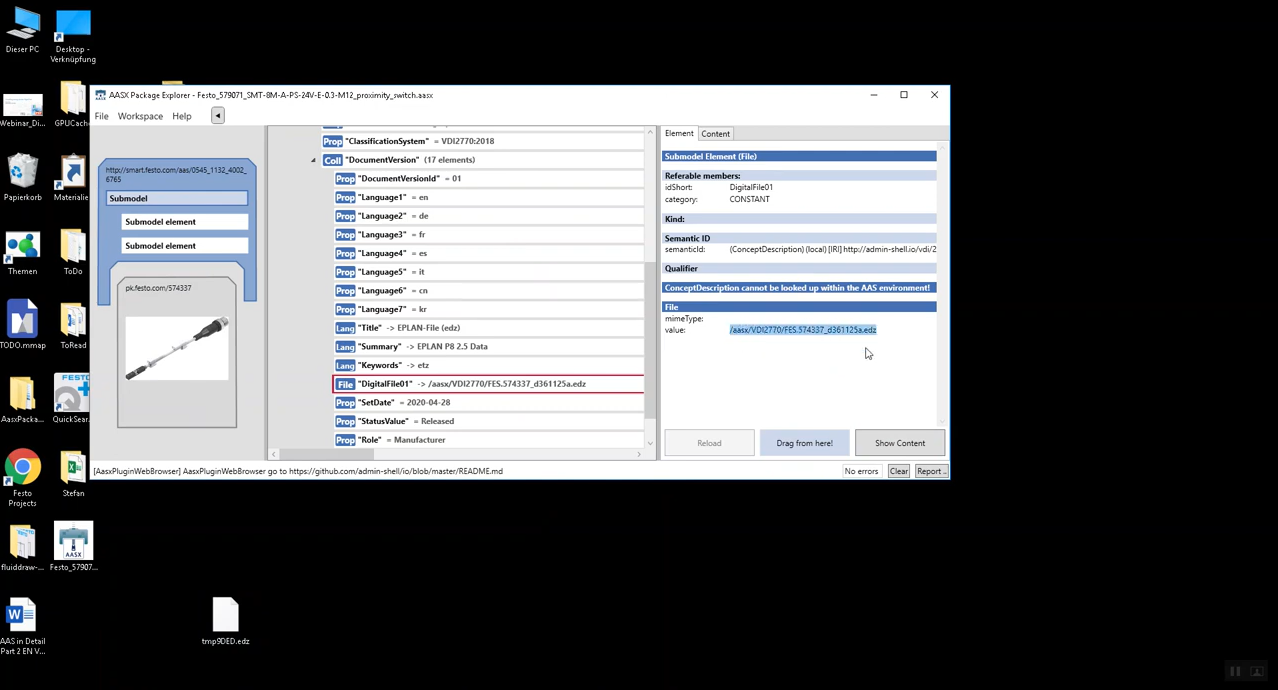 Dieser PC
Desktop -
Verknüpfung
Webinar_Di...
GPUCache
Papierkorb
Materialie
Themen
ToDo
TODO.mmap
ToRead
AasxPacka...
QuickSear...
Festo
Projects
Stefan
fluiddraw-...
Festo_57907...
AAS in Detail
Part 2 EN V...
tmp9DED.edz
AASX Package Explorer - Festo_579071_SMT-8M-A-PS-24V-E-0.3-M12_proximity_switch.aasx
File Workspace Help
http://smart.festo.com/aas/0545_1132_4002_
6765
Submodel
Submodel element
Submodel element
pk.festo.com/574337
Prop "ClassificationSystem" = VDI2770:2018
Coll "DocumentVersion" (17 elements)
Prop "DocumentVersionId" = 01
Prop "Language1" = en
Prop "Language2" = de
Prop "Language3" = fr
Prop "Language4" = es
Prop "Language5" = it
Prop "Language6" = cn
Prop "Language7" = kr
Lang "Title" -> EPLAN-File (edz)
Lang "Summary" -> EPLAN P8 2.5 Data
Lang "Keywords" -> etz
File "DigitalFile01" -> /aasx/VDI2770/FES.574337_d361125a.edz
Prop "SetDate" = 2020-04-28
Prop "StatusValue" = Released
Prop "Role" = Manufacturer
Element Content
Submodel Element (File)
Referable members:
idShort: DigitalFile01
category: CONSTANT
Kind:
Semantic ID
semanticId: (ConceptDescription) (local) [IRI] http://admin-shell.io/vdi/2
Qualifier
ConceptDescription cannot be looked up within the AAS environment!
File
mimeType:
value: /aasx/VDI2770/FES.574337_d361125a.edz
Reload Drag from here! Show Content
[AasxPluginWebBrowser] AasxPluginWebBrowser go to https://github.com/admin-shell/io/blob/master/README.md
No errors Clear Report ..